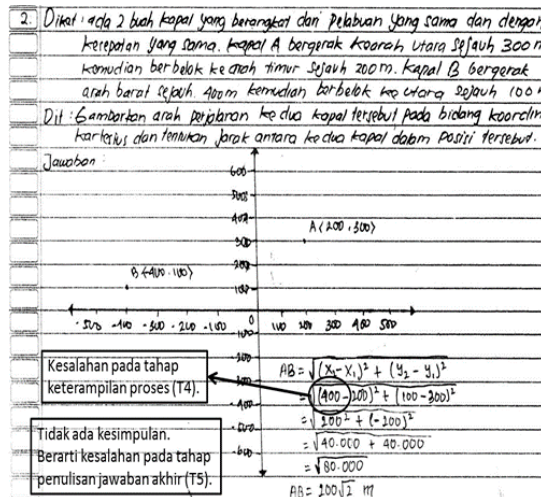 2. Diket : ada 2 buah kapal yang berangkat dari pelabuan yang sama dan dengan
kecepatan yang sama. kapal A bergerak kearah utara sejauh 300 m
kemudian berbelok ke arah timur sejauh 200m. kapal B bergerak
arah barat sejauh 400m kemudian berbelok ke utara sejauh 100 m
Dit : Gambarkan arah perjalanan kedua kapal tersebut pada bidang koordin
kartesius dan tentukan jarak antara kedua kapal dalam posisi tersebut.
Jawaban :
600
500
400
A (200, 300)
300
200
B (-400, 100)
100
-500 -400 -300 -200 -100 0 100 200 300 400 500
-100
-200
AB = √(x₂-x₁)² + (y₂-y₁)²
Kesalahan pada tahap
keterampilan proses (T4).
= √(400-200)² + (100-300)²
-400
= √200² + (-200)²
-500
Tidak ada kesimpulan.
Berarti kesalahan pada tahap
penulisan jawaban akhir (T5).
= √40.000 + 40.000
-600
= √80.000
AB = 200√2 m